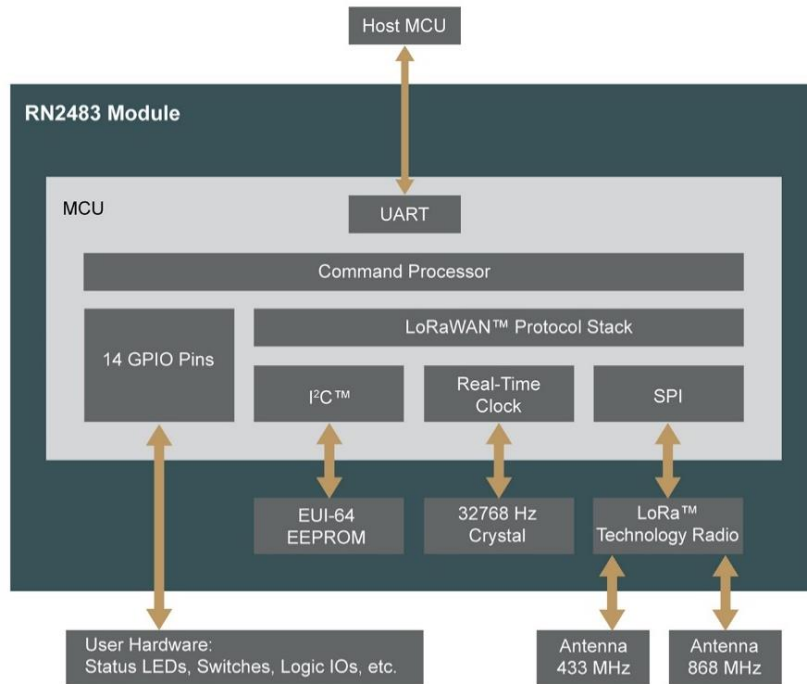 Host MCU
RN2483 Module
MCU
UART
Command Processor
14 GPIO Pins
LoRaWAN™ Protocol Stack
I²C™
Real-Time
Clock
SPI
EUI-64
EEPROM
32768 Hz
Crystal
LoRa™
Technology Radio
User Hardware:
Status LEDs, Switches, Logic IOs, etc.
Antenna
433 MHz
Antenna
868 MHz